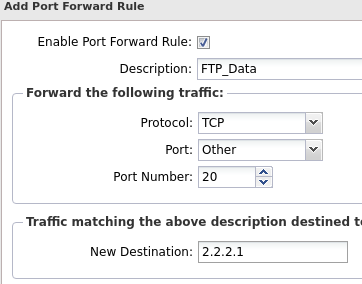 Add Port Forward Rule
Enable Port Forward Rule:
Description: FTP_Data
Forward the following traffic:
Protocol: TCP
Port: Other
Port Number: 20
Traffic matching the above description destined
New Destination: 2.2.2.1